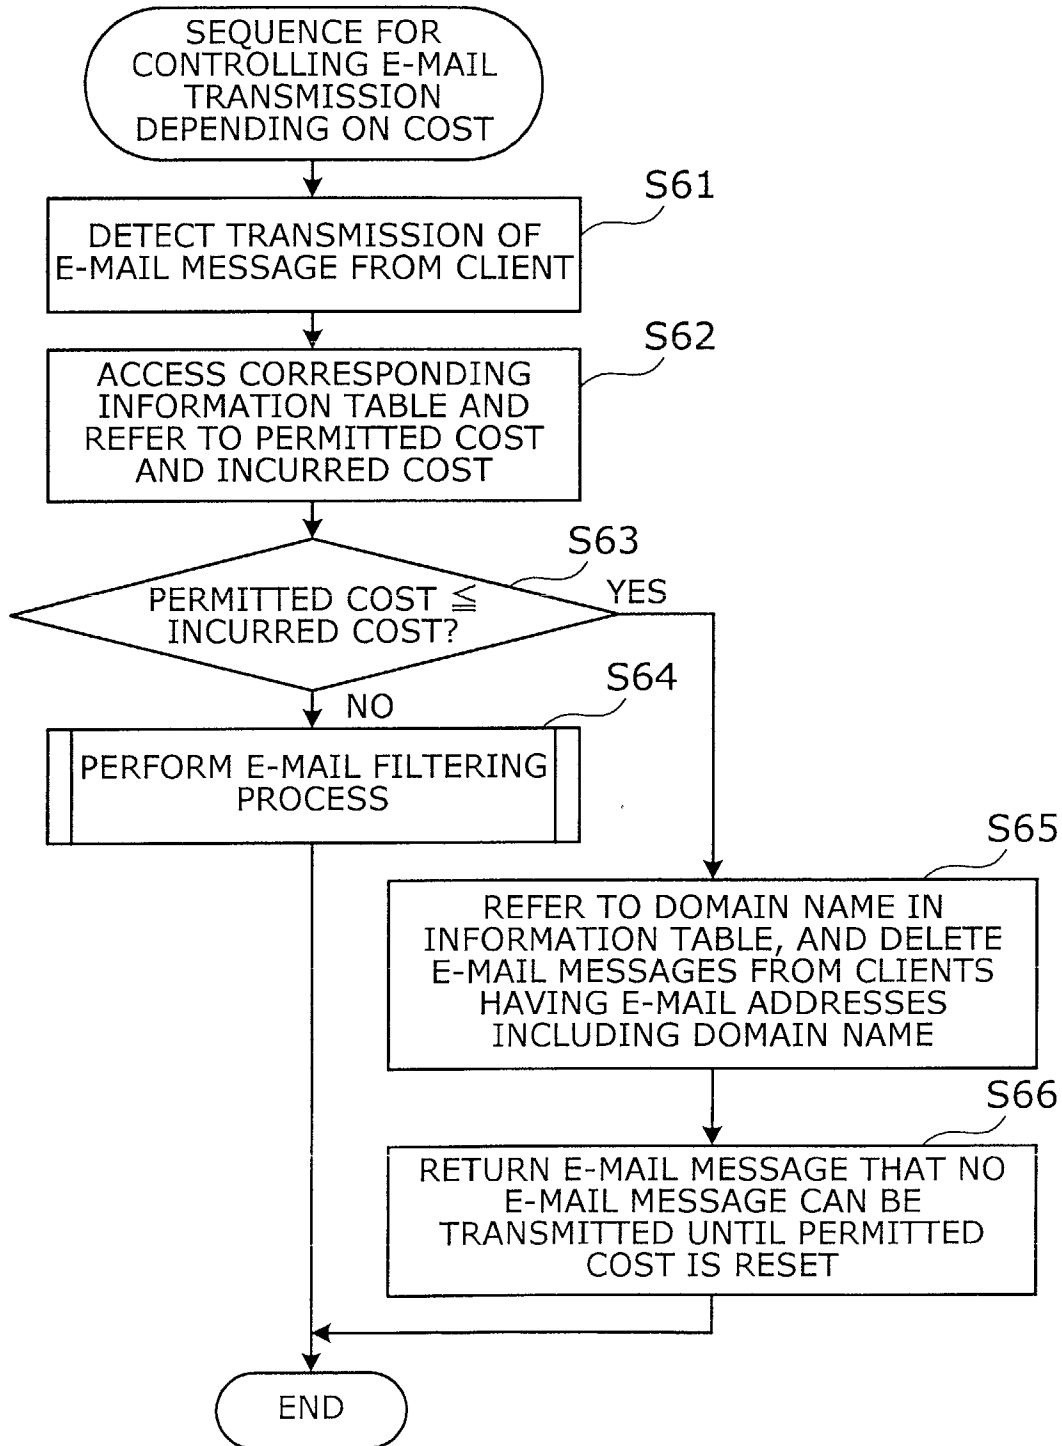 SEQUENCE FOR
CONTROLLING E-MAIL
TRANSMISSION
DEPENDING ON COST
S61
DETECT TRANSMISSION OF
E-MAIL MESSAGE FROM CLIENT
S62
ACCESS CORRESPONDING
INFORMATION TABLE AND
REFER TO PERMITTED COST
AND INCURRED COST
S63
PERMITTED COST ≦
INCURRED COST?
YES
NO
S64
PERFORM E-MAIL FILTERING
PROCESS
S65
REFER TO DOMAIN NAME IN
INFORMATION TABLE, AND DELETE
E-MAIL MESSAGES FROM CLIENTS
HAVING E-MAIL ADDRESSES
INCLUDING DOMAIN NAME
S66
RETURN E-MAIL MESSAGE THAT NO
E-MAIL MESSAGE CAN BE
TRANSMITTED UNTIL PERMITTED
COST IS RESET
END